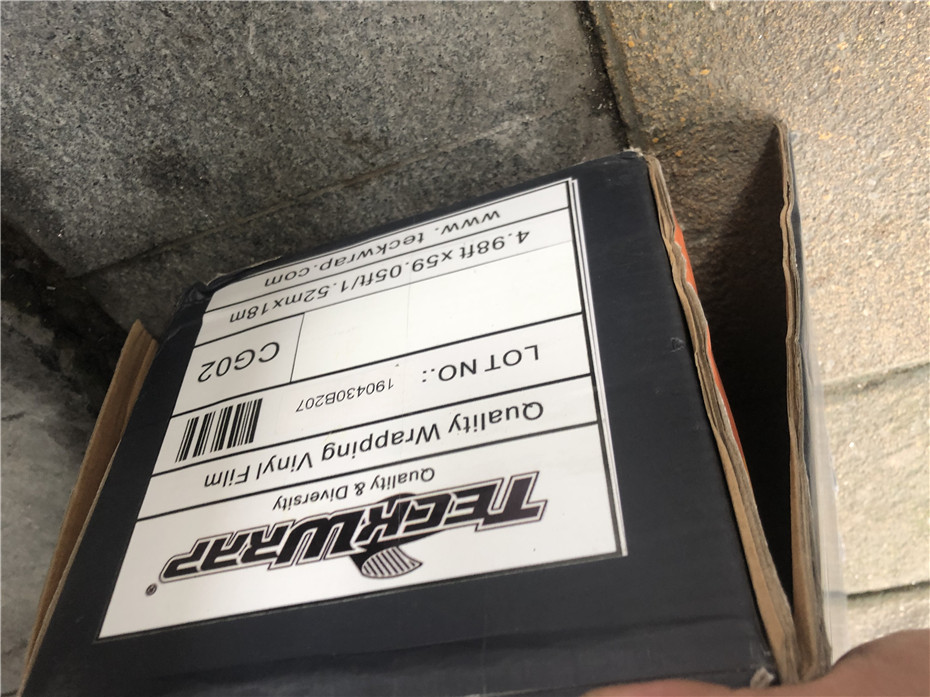 TECKWRAP®
Quality & Diversity
Quality Wrapping Vinyl Film
LOT NO.: 190430B207
CG02
4.98ft x59.05ft/1.52mx18m
www. teckwrap.com